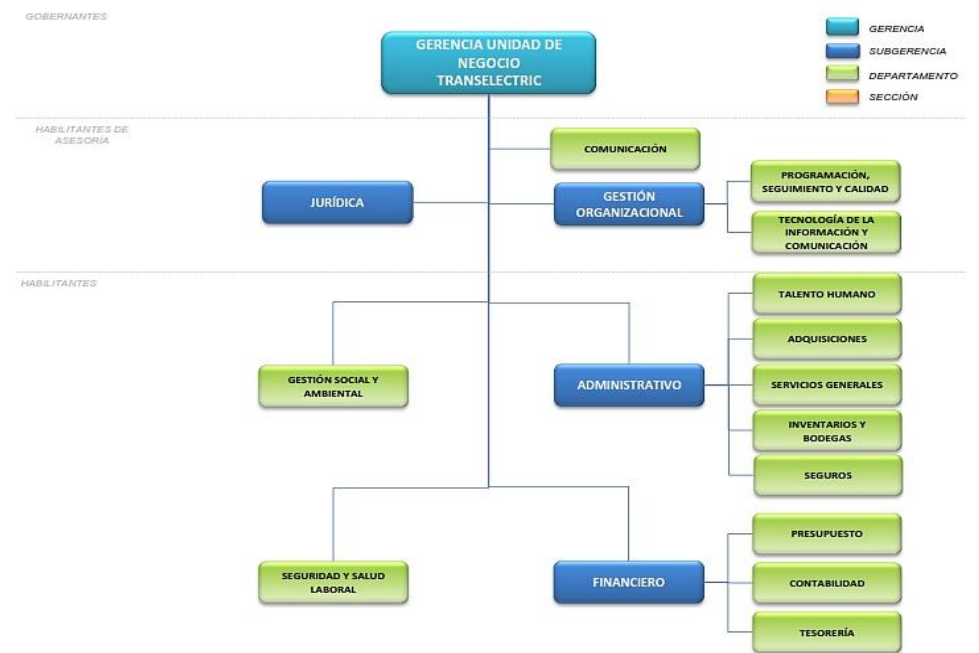 GOBERNANTES
GERENCIA UNIDAD DE
NEGOCIO
TRANSELECTRIC
GERENCIA
SUBGERENCIA
DEPARTAMENTO
SECCIÓN
HABILITANTES DE
ASESORÍA
COMUNICACIÓN
JURÍDICA
GESTIÓN
ORGANIZACIONAL
PROGRAMACIÓN,
SEGUIMIENTO Y CALIDAD
TECNOLOGÍA DE LA
INFORMACIÓN Y
COMUNICACIÓN
HABILITANTES
GESTIÓN SOCIAL Y
AMBIENTAL
ADMINISTRATIVO
TALENTO HUMANO
ADQUISICIONES
SERVICIOS GENERALES
INVENTARIOS Y
BODEGAS
SEGUROS
SEGURIDAD Y SALUD
LABORAL
FINANCIERO
PRESUPUESTO
CONTABILIDAD
TESORERÍA